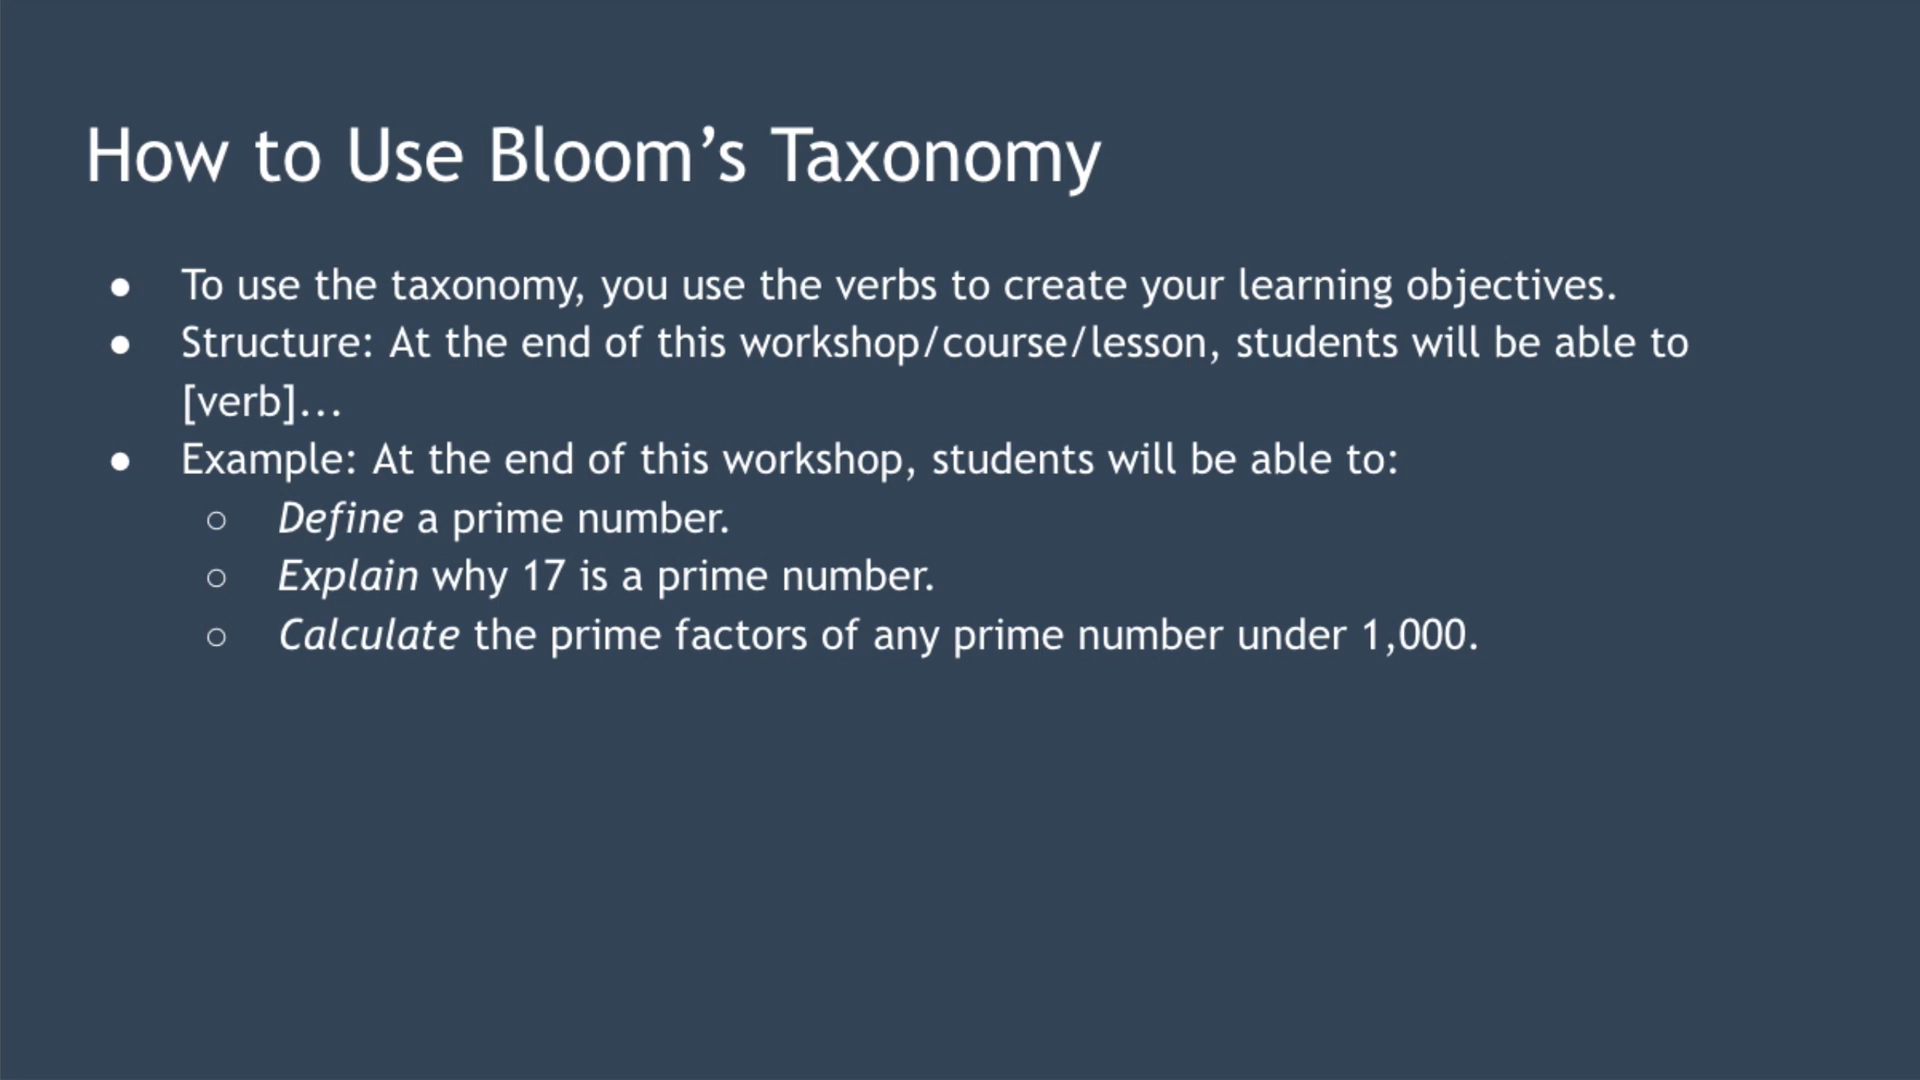 How to Use Bloom’s Taxonomy
● To use the taxonomy, you use the verbs to create your learning objectives.
● Structure: At the end of this workshop/course/lesson, students will be able to
[verb]...
● Example: At the end of this workshop, students will be able to:
○ Define a prime number.
○ Explain why 17 is a prime number.
○ Calculate the prime factors of any prime number under 1,000.